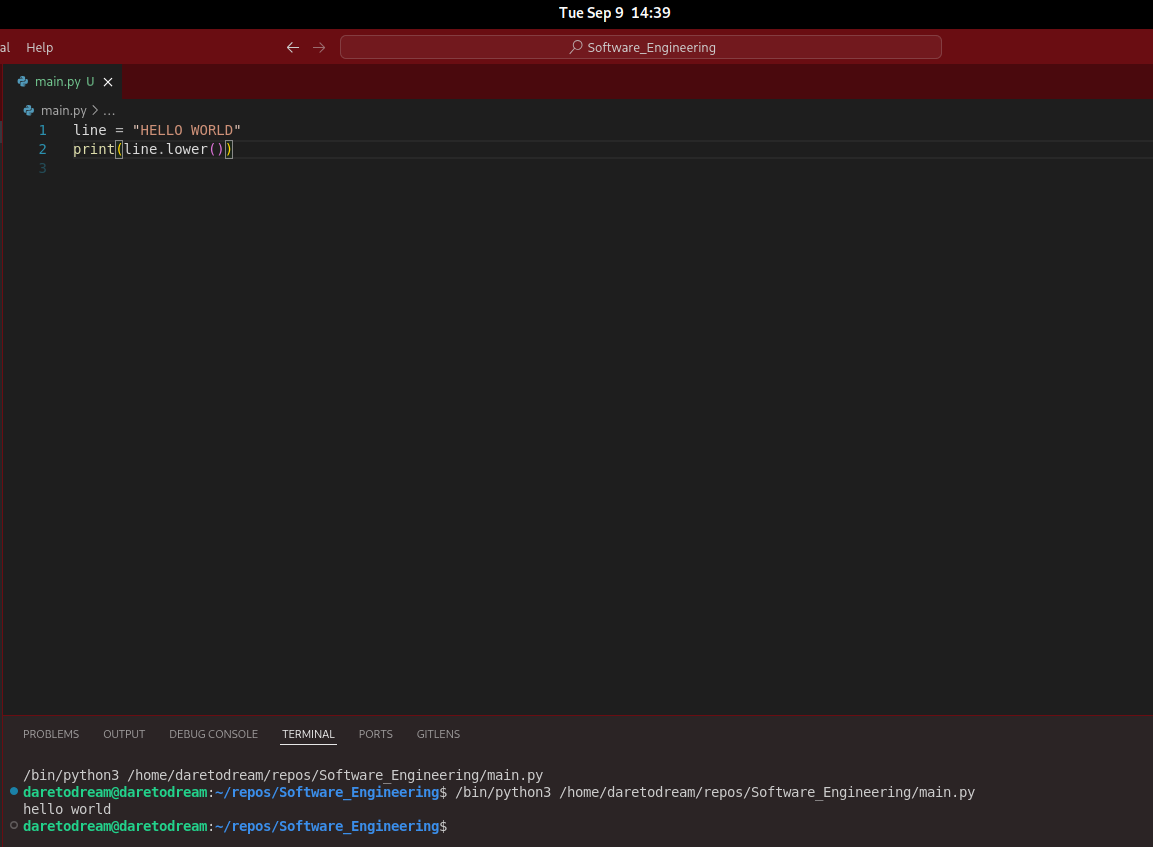 Tue Sep 9 14:39
al Help
Software_Engineering
main.py U
main.py > ...
1 line = "HELLO WORLD"
2 print(line.lower())
3
PROBLEMS OUTPUT DEBUG CONSOLE TERMINAL PORTS GITLENS
/bin/python3 /home/daretodream/repos/Software_Engineering/main.py
daretodream@daretodream:~/repos/Software_Engineering$ /bin/python3 /home/daretodream/repos/Software_Engineering/main.py
hello world
daretodream@daretodream:~/repos/Software_Engineering$